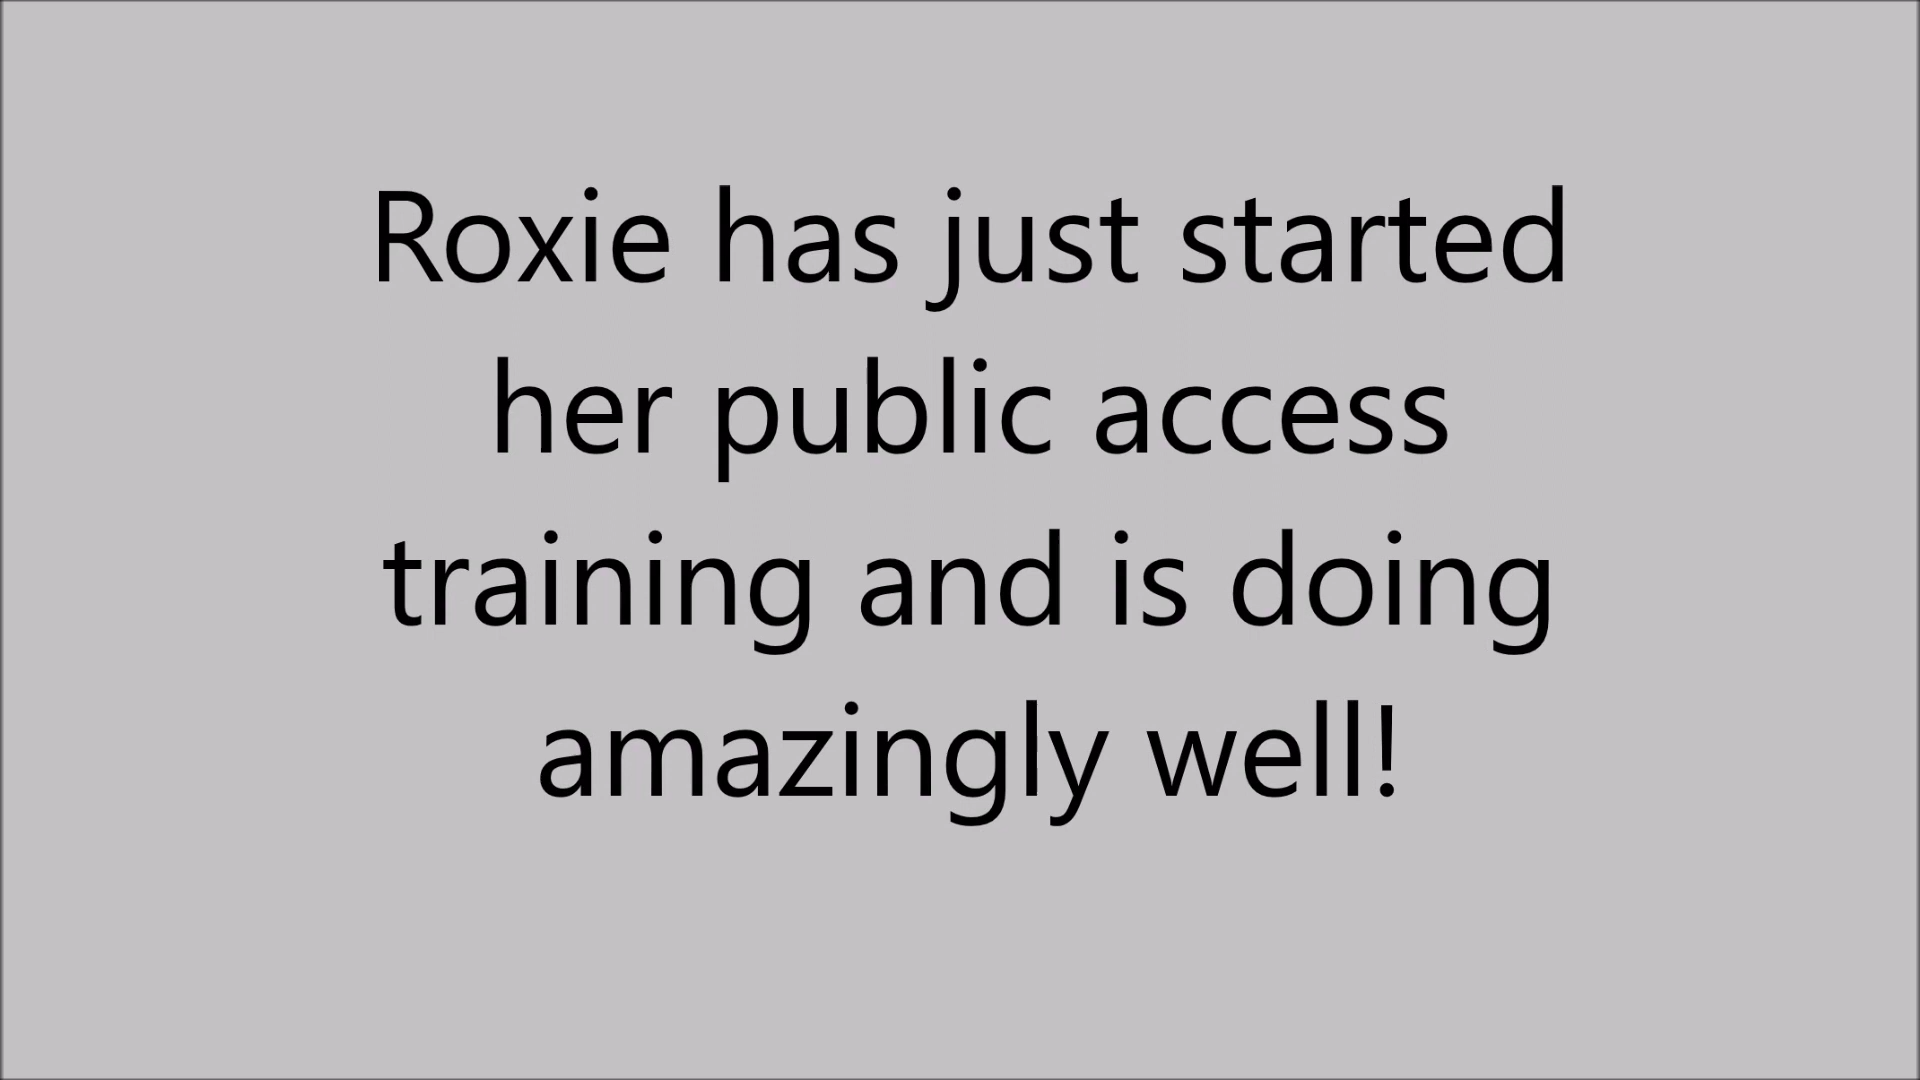 Roxie has just started
her public access
training and is doing
amazingly well!